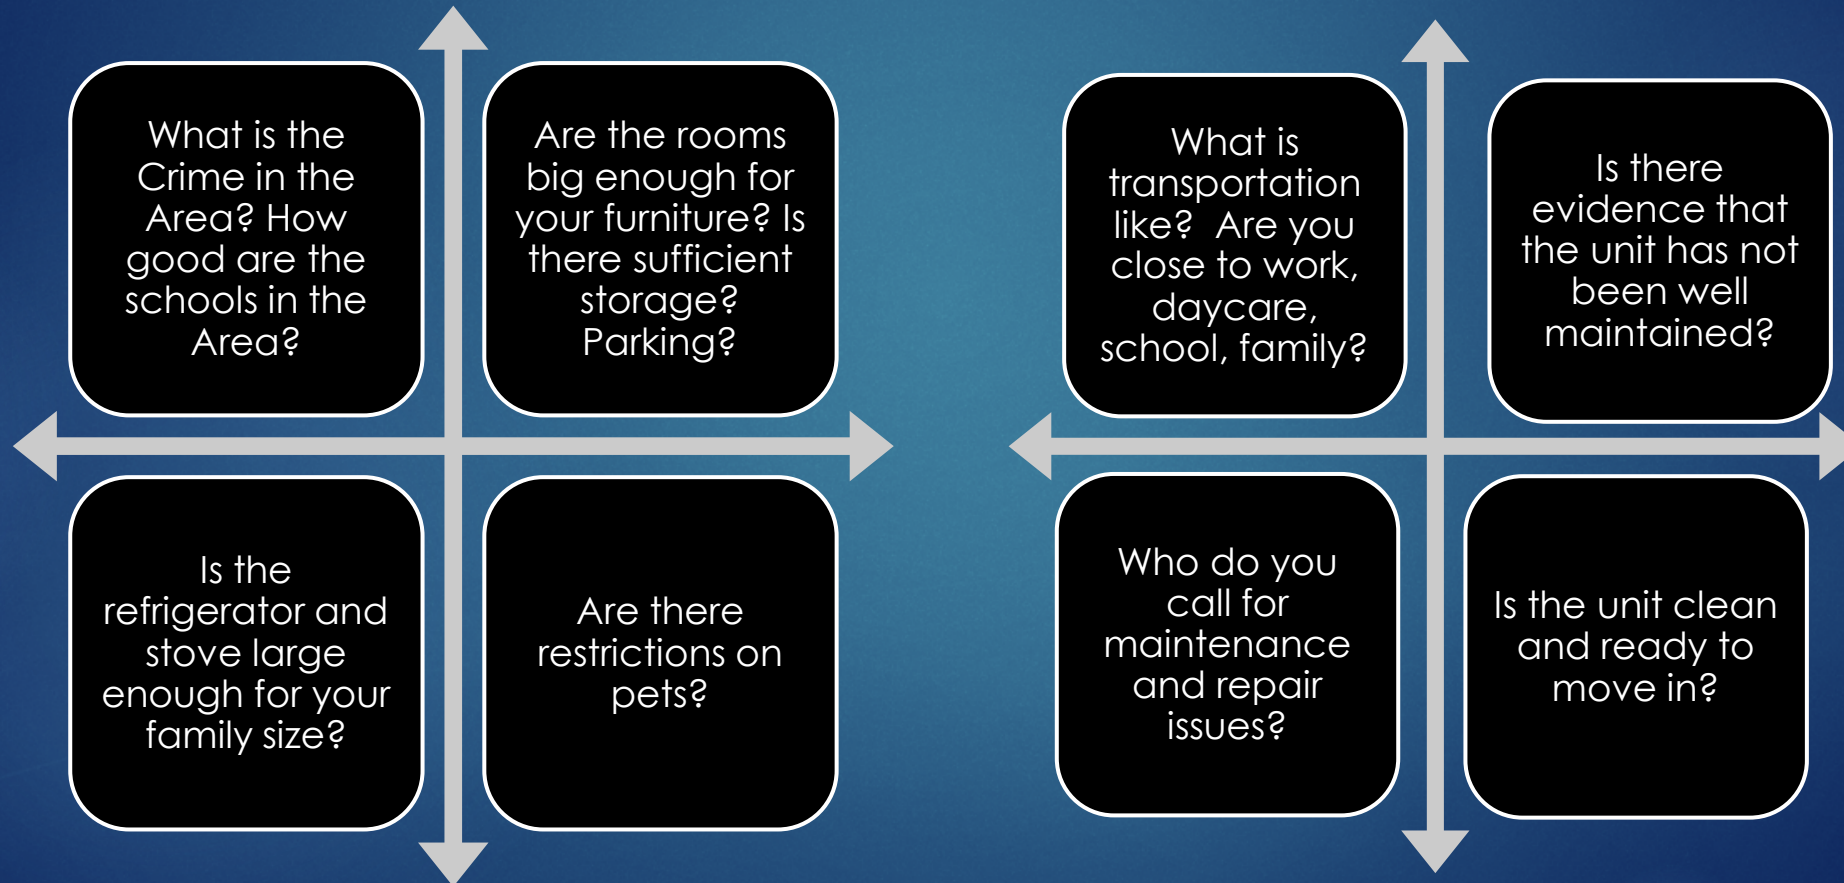 What is the
Crime in the
Area? How
good are the
schools in the
Area?
Are the rooms
big enough for
your furniture? Is
there sufficient
storage?
Parking?
Is the
refrigerator and
stove large
enough for your
family size?
Are there
restrictions on
pets?
What is
transportation
like?  Are you
close to work,
daycare,
school, family?
Is there
evidence that
the unit has not
been well
maintained?
Who do you
call for
maintenance
and repair
issues?
Is the unit clean
and ready to
move in?